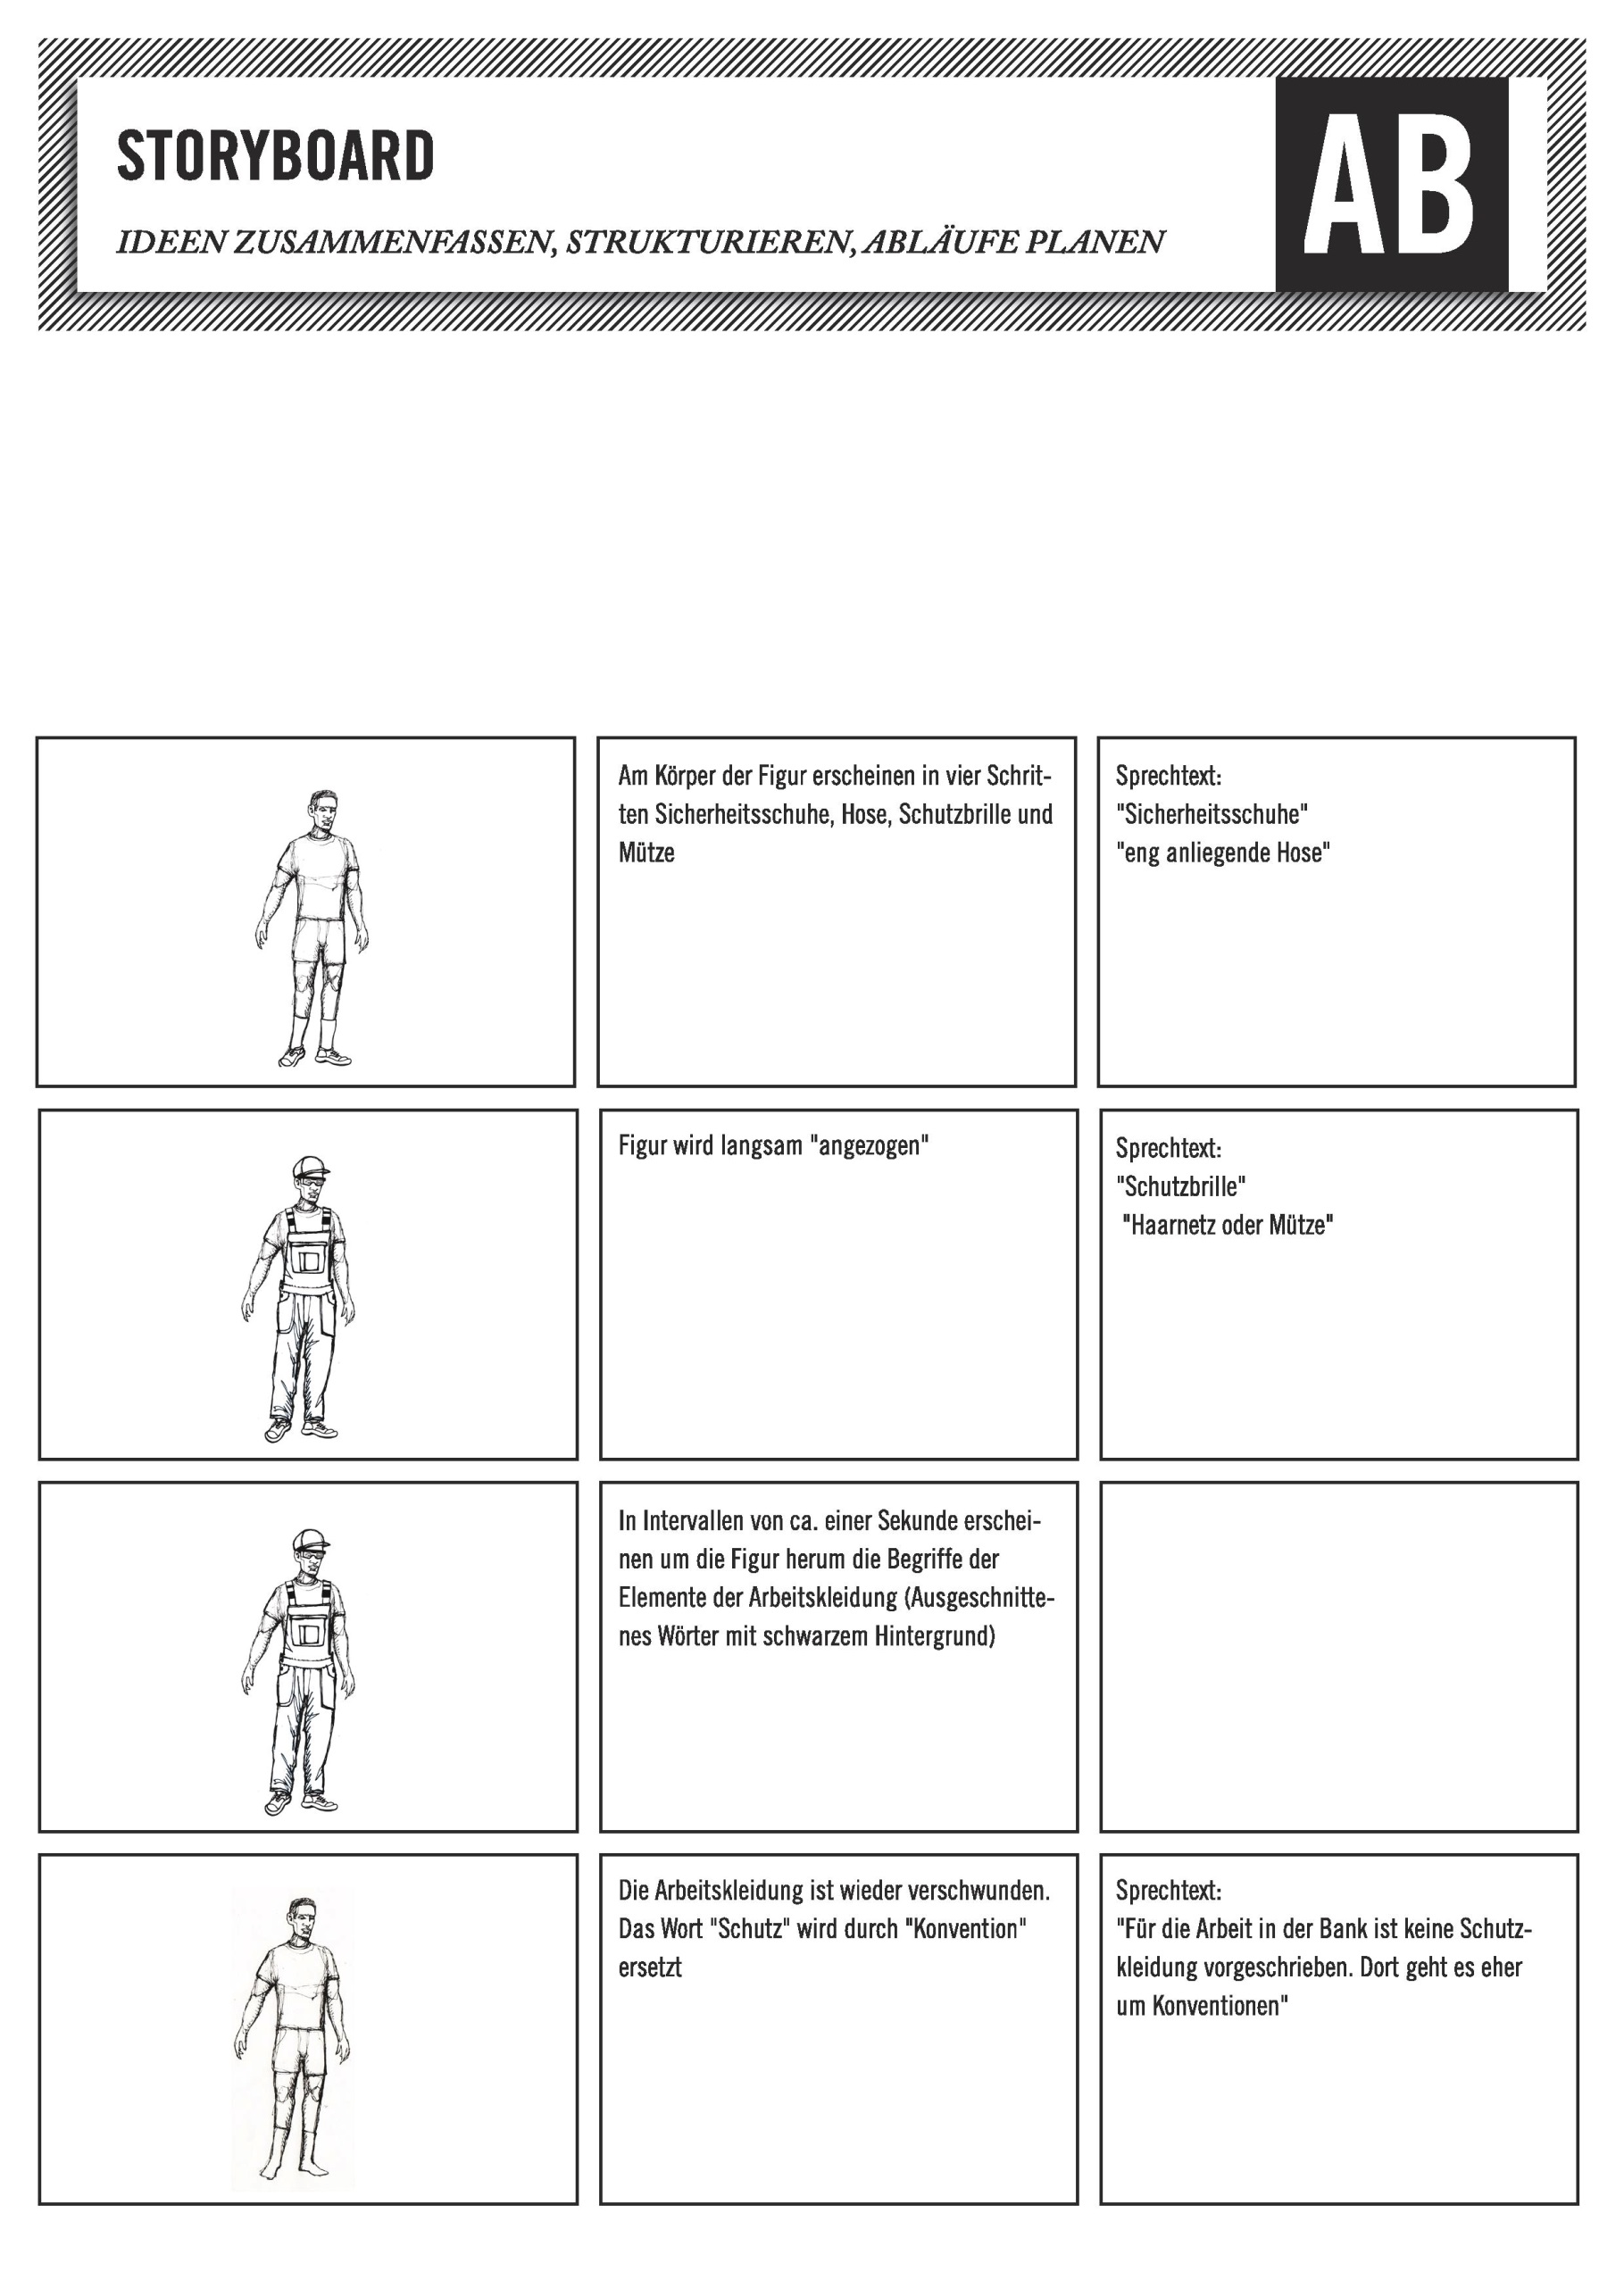 STORYBOARD
IDEEN ZUSAMMENFASSEN, STRUKTURIEREN, ABLÄUFE PLANEN
AB
Am Körper der Figur erscheinen in vier Schrit-
ten Sicherheitsschuhe, Hose, Schutzbrille und
Mütze
Sprechtext:
"Sicherheitsschuhe"
"eng anliegende Hose"
Figur wird langsam "angezogen"
Sprechtext:
"Schutzbrille"
"Haarnetz oder Mütze"
In Intervallen von ca. einer Sekunde erschei-
nen um die Figur herum die Begriffe der
Elemente der Arbeitskleidung (Ausgeschnitte-
nes Wörter mit schwarzem Hintergrund)
Die Arbeitskleidung ist wieder verschwunden.
Das Wort "Schutz" wird durch "Konvention"
ersetzt
Sprechtext:
"Für die Arbeit in der Bank ist keine Schutz-
kleidung vorgeschrieben. Dort geht es eher
um Konventionen"